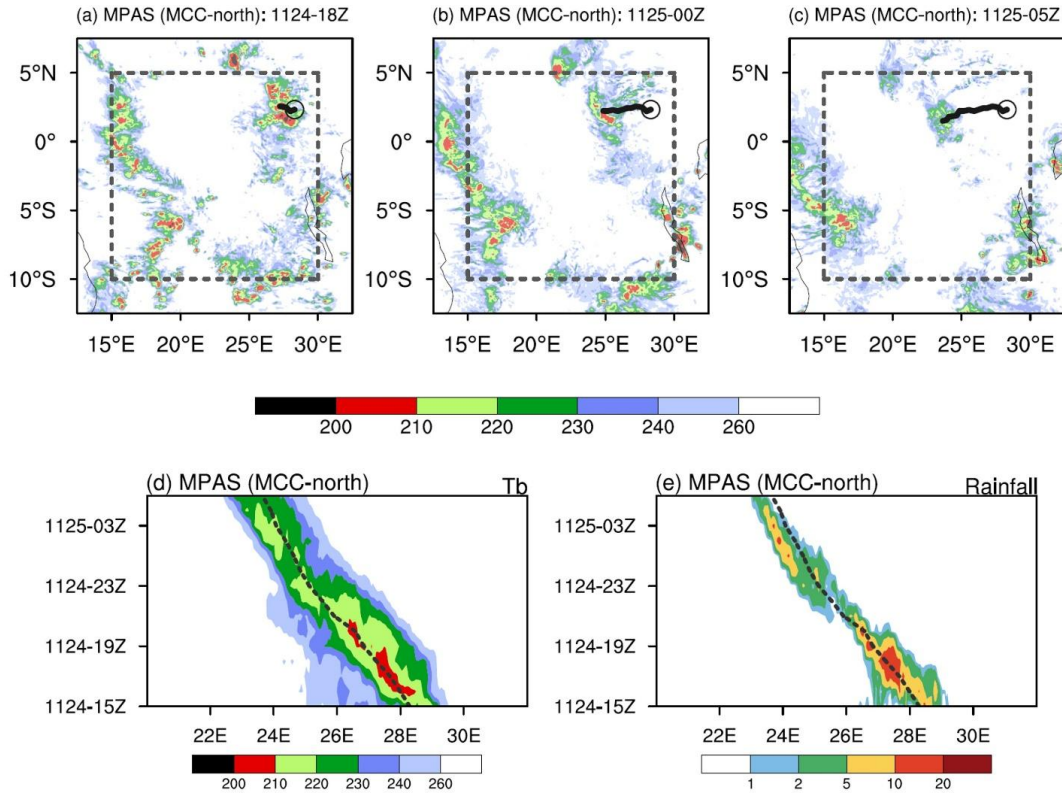 (a) MPAS (MCC-north): 1124-18Z
(b) MPAS (MCC-north): 1125-00Z
(c) MPAS (MCC-north): 1125-05Z
5°N
0°
5°S
10°S
15°E 20°E 25°E 30°E
5°N
0°
5°S
10°S
15°E 20°E 25°E 30°E
5°N
0°
5°S
10°S
15°E 20°E 25°E 30°E
200 210 220 230 240 260
(d) MPAS (MCC-north) Tb
1125-03Z
1124-23Z
1124-19Z
1124-15Z
22E 24E 26E 28E 30E
200 210 220 230 240 260
(e) MPAS (MCC-north) Rainfall
1125-03Z
1124-23Z
1124-19Z
1124-15Z
22E 24E 26E 28E 30E
1 2 5 10 20